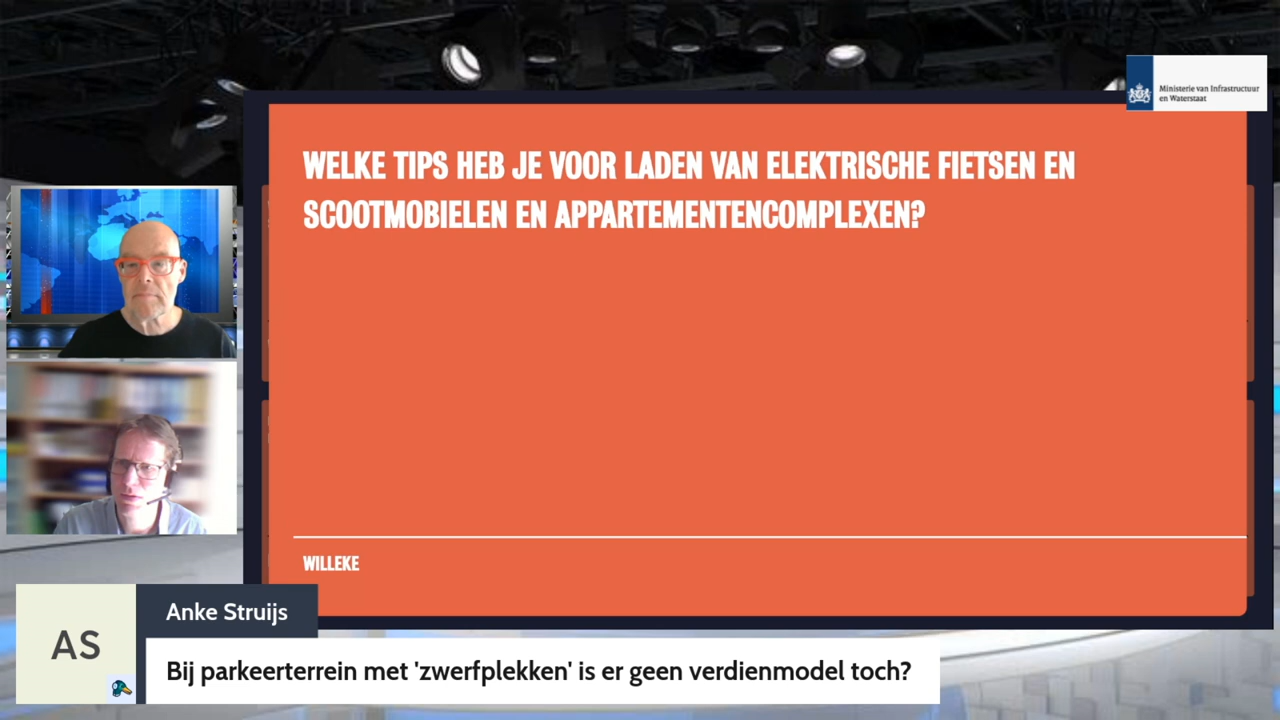 Ministerie van Infrastructuur
en Waterstaat
WELKE TIPS HEB JE VOOR LADEN VAN ELEKTRISCHE FIETSEN EN
SCOOTMOBIELEN EN APPARTEMENTENCOMPLEXEN?
WILLEKE
AS
Anke Struijs
Bij parkeerterrein met 'zwerfplekken' is er geen verdienmodel toch?